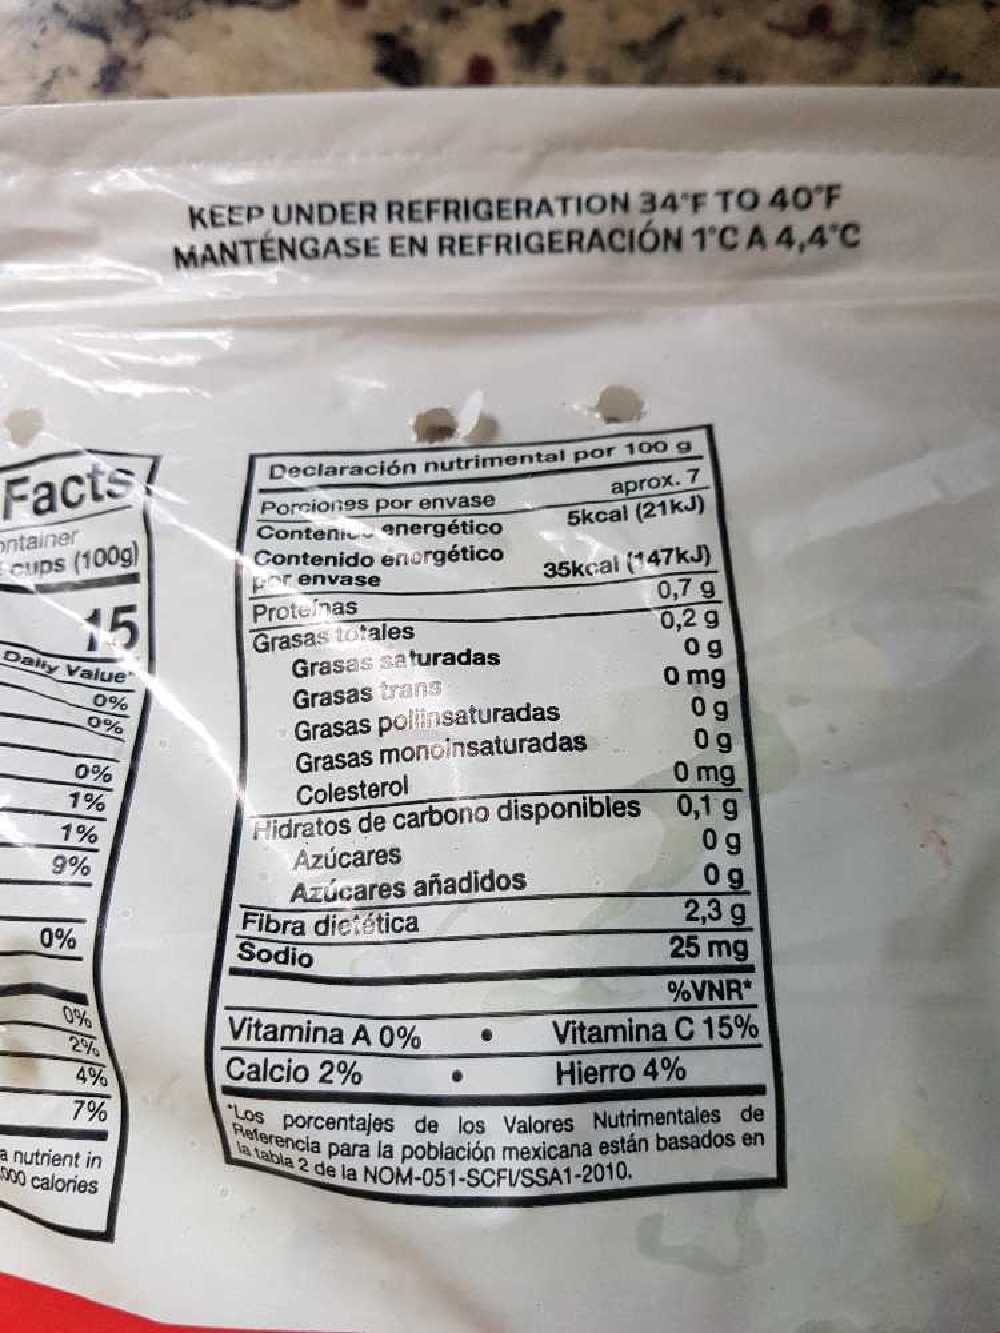 KEEP UNDER REFRIGERATION 34°F TO 40°F
MANTÉNGASE EN REFRIGERACIÓN 1°C A 4,4°C
Facts
cups (100g)
15
Daily Value*
0%
0%
0%
1%
1%
9%
0%
0%
2%
4%
7%
a nutrient in
calories
Declaración nutrimental por 100 g
Porciones por envase aprox. 7
Contenido energético 5kcal (21kJ)
Contenido energético
por envase 35kcal (147kJ)
Proteínas 0,7 g
Grasas totales 0,2 g
Grasas saturadas 0 g
Grasas trans 0 mg
Grasas poliinsaturadas 0 g
Grasas monoinsaturadas 0 g
Colesterol 0 mg
Hidratos de carbono disponibles 0,1 g
Azúcares 0 g
Azúcares añadidos 0 g
Fibra dietética 2,3 g
Sodio 25 mg
%VNR*
Vitamina A 0% • Vitamina C 15%
Calcio 2% • Hierro 4%
*Los porcentajes de los Valores Nutrimentales de
Referencia para la población mexicana están basados en
la tabla 2 de la NOM-051-SCFI/SSA1-2010.